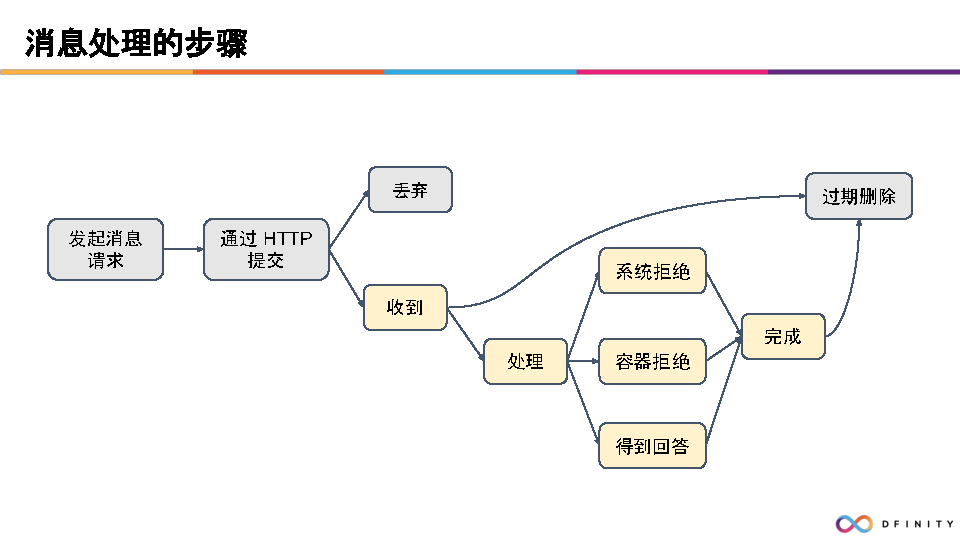 消息处理的步骤
丢弃
过期删除
发起消息
请求
通过 HTTP
提交
系统拒绝
收到
完成
处理
容器拒绝
得到回答
DFINITY